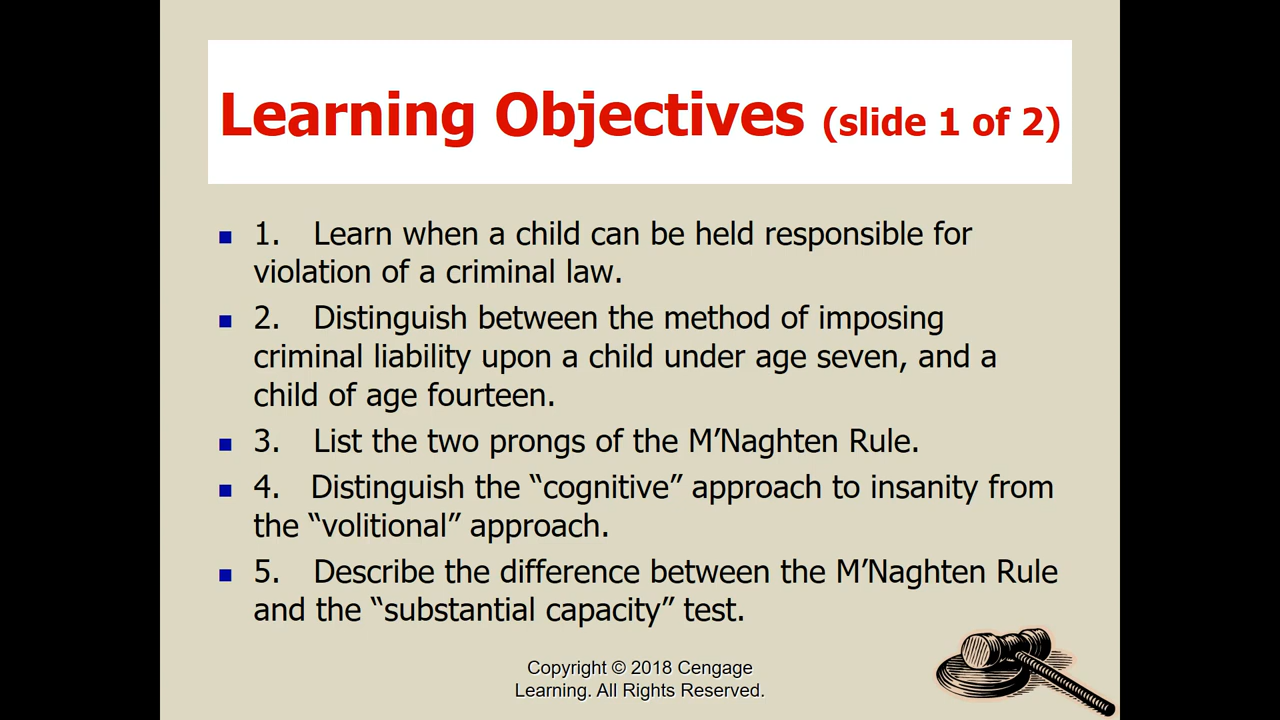 Learning Objectives (slide 1 of 2)
1. Learn when a child can be held responsible for
violation of a criminal law.
2. Distinguish between the method of imposing
criminal liability upon a child under age seven, and a
child of age fourteen.
3. List the two prongs of the M’Naghten Rule.
4. Distinguish the “cognitive” approach to insanity from
the “volitional” approach.
5. Describe the difference between the M’Naghten Rule
and the “substantial capacity” test.
Copyright © 2018 Cengage
Learning. All Rights Reserved.